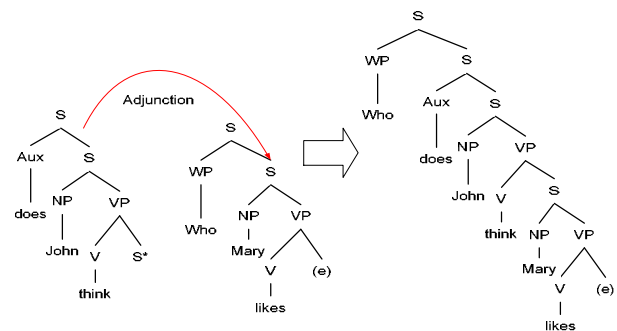 S
WP S
Who Aux S
does NP VP
John V S
think NP VP
Mary V (e)
likes
Adjunction
S
Aux S
does NP VP
John V S*
think
S
WP S
Who NP VP
Mary V (e)
likes